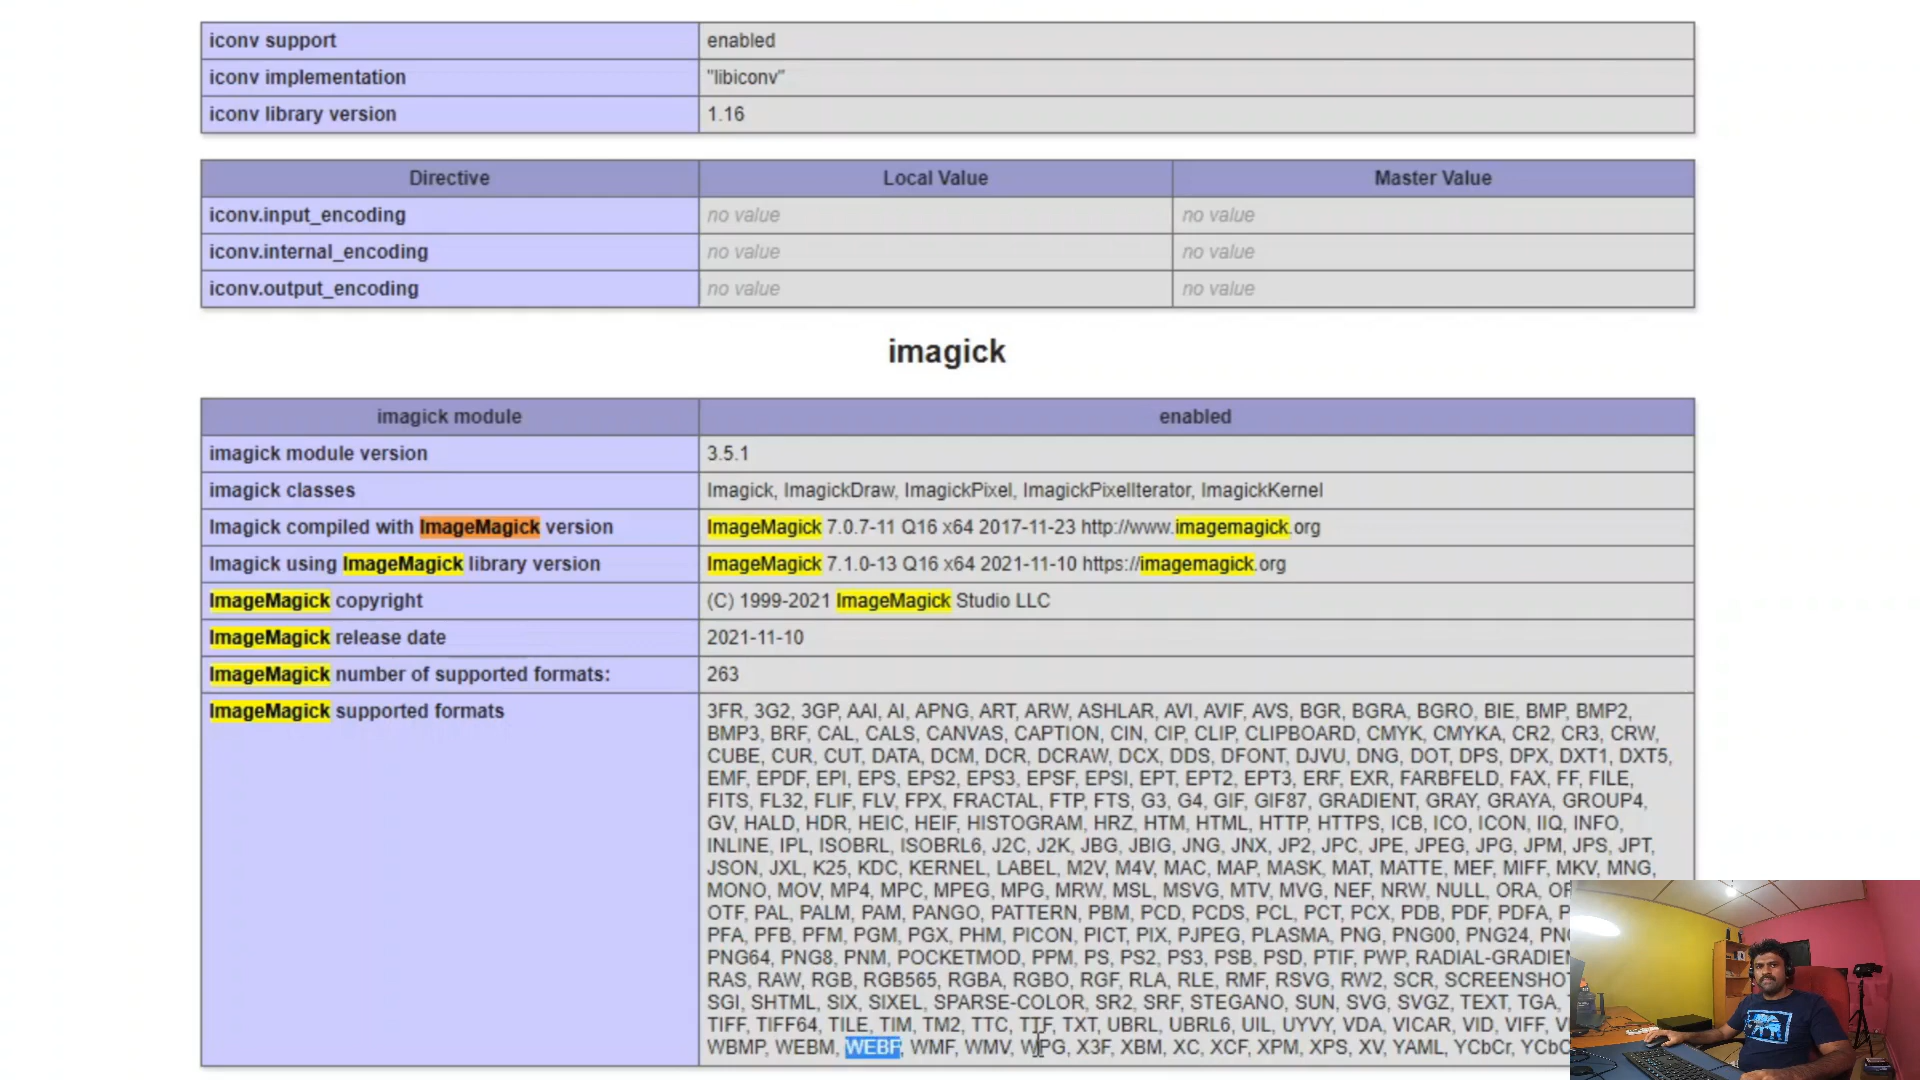 iconv support enabled
iconv implementation "libiconv"
iconv library version 1.16
Directive Local Value Master Value
iconv.input_encoding no value no value
iconv.internal_encoding no value no value
iconv.output_encoding no value no value
imagick
imagick module enabled
imagick module version 3.5.1
imagick classes Imagick, ImagickDraw, ImagickPixel, ImagickPixelIterator, ImagickKernel
Imagick compiled with ImageMagick version ImageMagick 7.0.7-11 Q16 x64 2017-11-23 http://www.imagemagick.org
Imagick using ImageMagick library version ImageMagick 7.1.0-13 Q16 x64 2021-11-10 https://imagemagick.org
ImageMagick copyright (C) 1999-2021 ImageMagick Studio LLC
ImageMagick release date 2021-11-10
ImageMagick number of supported formats: 263
ImageMagick supported formats 3FR, 3G2, 3GP, AAI, AI, APNG, ART, ARW, ASHLAR, AVI, AVIF, AVS, BGR, BGRA, BGRO, BIE, BMP, BMP2,
BMP3, BRF, CAL, CALS, CANVAS, CAPTION, CIN, CIP, CLIP, CLIPBOARD, CMYK, CMYKA, CR2, CR3, CRW,
CUBE, CUR, CUT, DATA, DCM, DCR, DCRAW, DCX, DDS, DFONT, DJVU, DNG, DOT, DPS, DPX, DXT1, DXT5,
EMF, EPDF, EPI, EPS, EPS2, EPS3, EPSF, EPSI, EPT, EPT2, EPT3, ERF, EXR, FARBFELD, FAX, FF, FILE,
FITS, FL32, FLIF, FLV, FPX, FRACTAL, FTP, FTS, G3, G4, GIF, GIF87, GRADIENT, GRAY, GRAYA, GROUP4,
GV, HALD, HDR, HEIC, HEIF, HISTOGRAM, HRZ, HTM, HTML, HTTP, HTTPS, ICB, ICO, ICON, IIQ, INFO,
INLINE, IPL, ISOBRL, ISOBRL6, J2C, J2K, JBG, JBIG, JNG, JNX, JP2, JPC, JPE, JPEG, JPG, JPM, JPS, JPT,
JSON, JXL, K25, KDC, KERNEL, LABEL, M2V, M4V, MAC, MAP, MASK, MAT, MATTE, MEF, MIFF, MKV, MNG,
MONO, MOV, MP4, MPC, MPEG, MPG, MRW, MSL, MSVG, MTV, MVG, NEF, NRW, NULL, ORA,
OTF, PAL, PALM, PAM, PANGO, PATTERN, PBM, PCD, PCDS, PCL, PCT, PCX, PDB, PDF, PDFA,
PFA, PFB, PFM, PGM, PGX, PHM, PICON, PICT, PIX, PJPEG, PLASMA, PNG, PNG00, PNG24,
PNG64, PNG8, PNM, POCKETMOD, PPM, PS, PS2, PS3, PSB, PSD, PTIF, PWP,
RAS, RAW, RGB, RGB565, RGBA, RGBO, RGF, RLA, RLE, RMF, RSVG, RW2, SCR,
SGI, SHTML, SIX, SIXEL, SPARSE-COLOR, SR2, SRF, STEGANO, SUN, SVG, SVGZ, TEXT, TGA,
TIFF, TIFF64, TILE, TIM, TM2, TTC, TTF, TXT, UBRL, UBRL6, UIL, UYVY, VDA, VICAR, VID, VIFF,
WBMP, WEBM, WEBP, WMF, WMV, WPG, X3F, XBM, XC, XCF, XPM, XPS, XV, YAML, YCbCr,